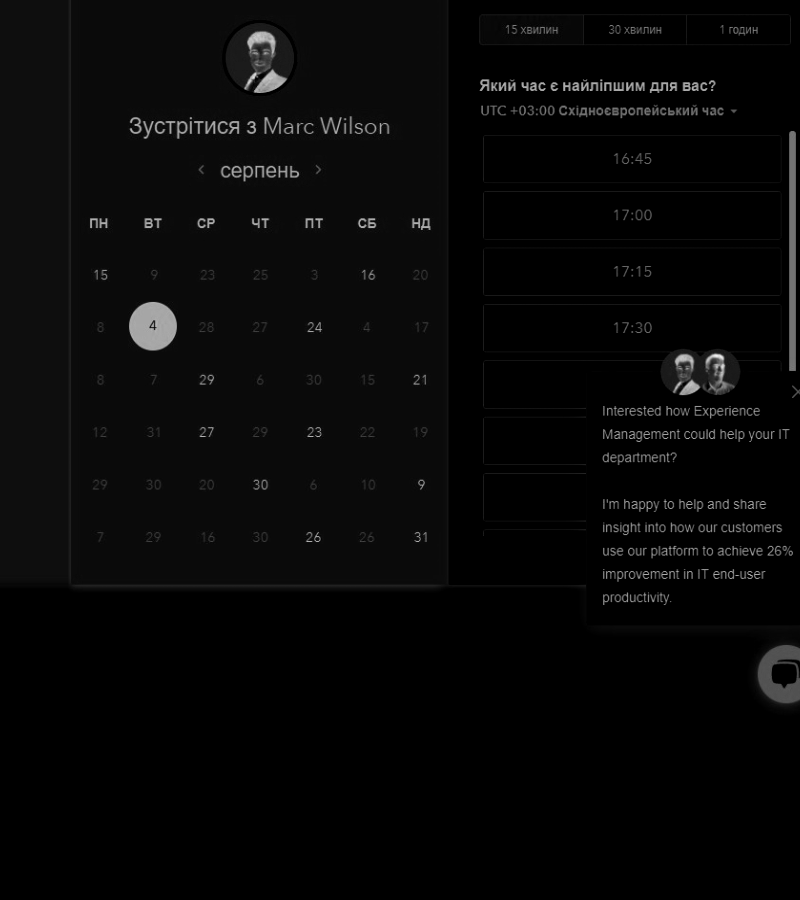 Зустрітися з Marc Wilson
серпень
ПН ВТ СР ЧТ ПТ СБ НД
15 9 23 25 3 16 20
8 4 28 27 24 4 17
8 7 29 6 30 15 21
12 31 27 29 23 22 19
29 30 20 30 6 10 9
7 29 16 30 26 26 31
15 хвилин 30 хвилин 1 годин
Який час є найліпшим для вас?
UTC +03:00 Східноєвропейський час
16:45
17:00
17:15
17:30
Interested how Experience
Management could help your IT
department?
I'm happy to help and share
insight into how our customers
use our platform to achieve 26%
improvement in IT end-user
productivity.